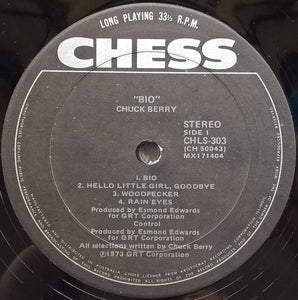 LONG PLAYING 33⅓ R.P.M.
CHESS
"BIO"
CHUCK BERRY
STEREO
SIDE 1
CHLS-303
(CH 50043)
MX171404
1. BIO
2. HELLO LITTLE GIRL, GOODBYE
3. WOODPECKER
4. RAIN EYES
Produced by Esmond Edwards
for GRT Corporation
Control
Produced by Esmond Edwards
for GRT Corporation
All selections written by Chuck Berry
℗1973 GRT Corporation